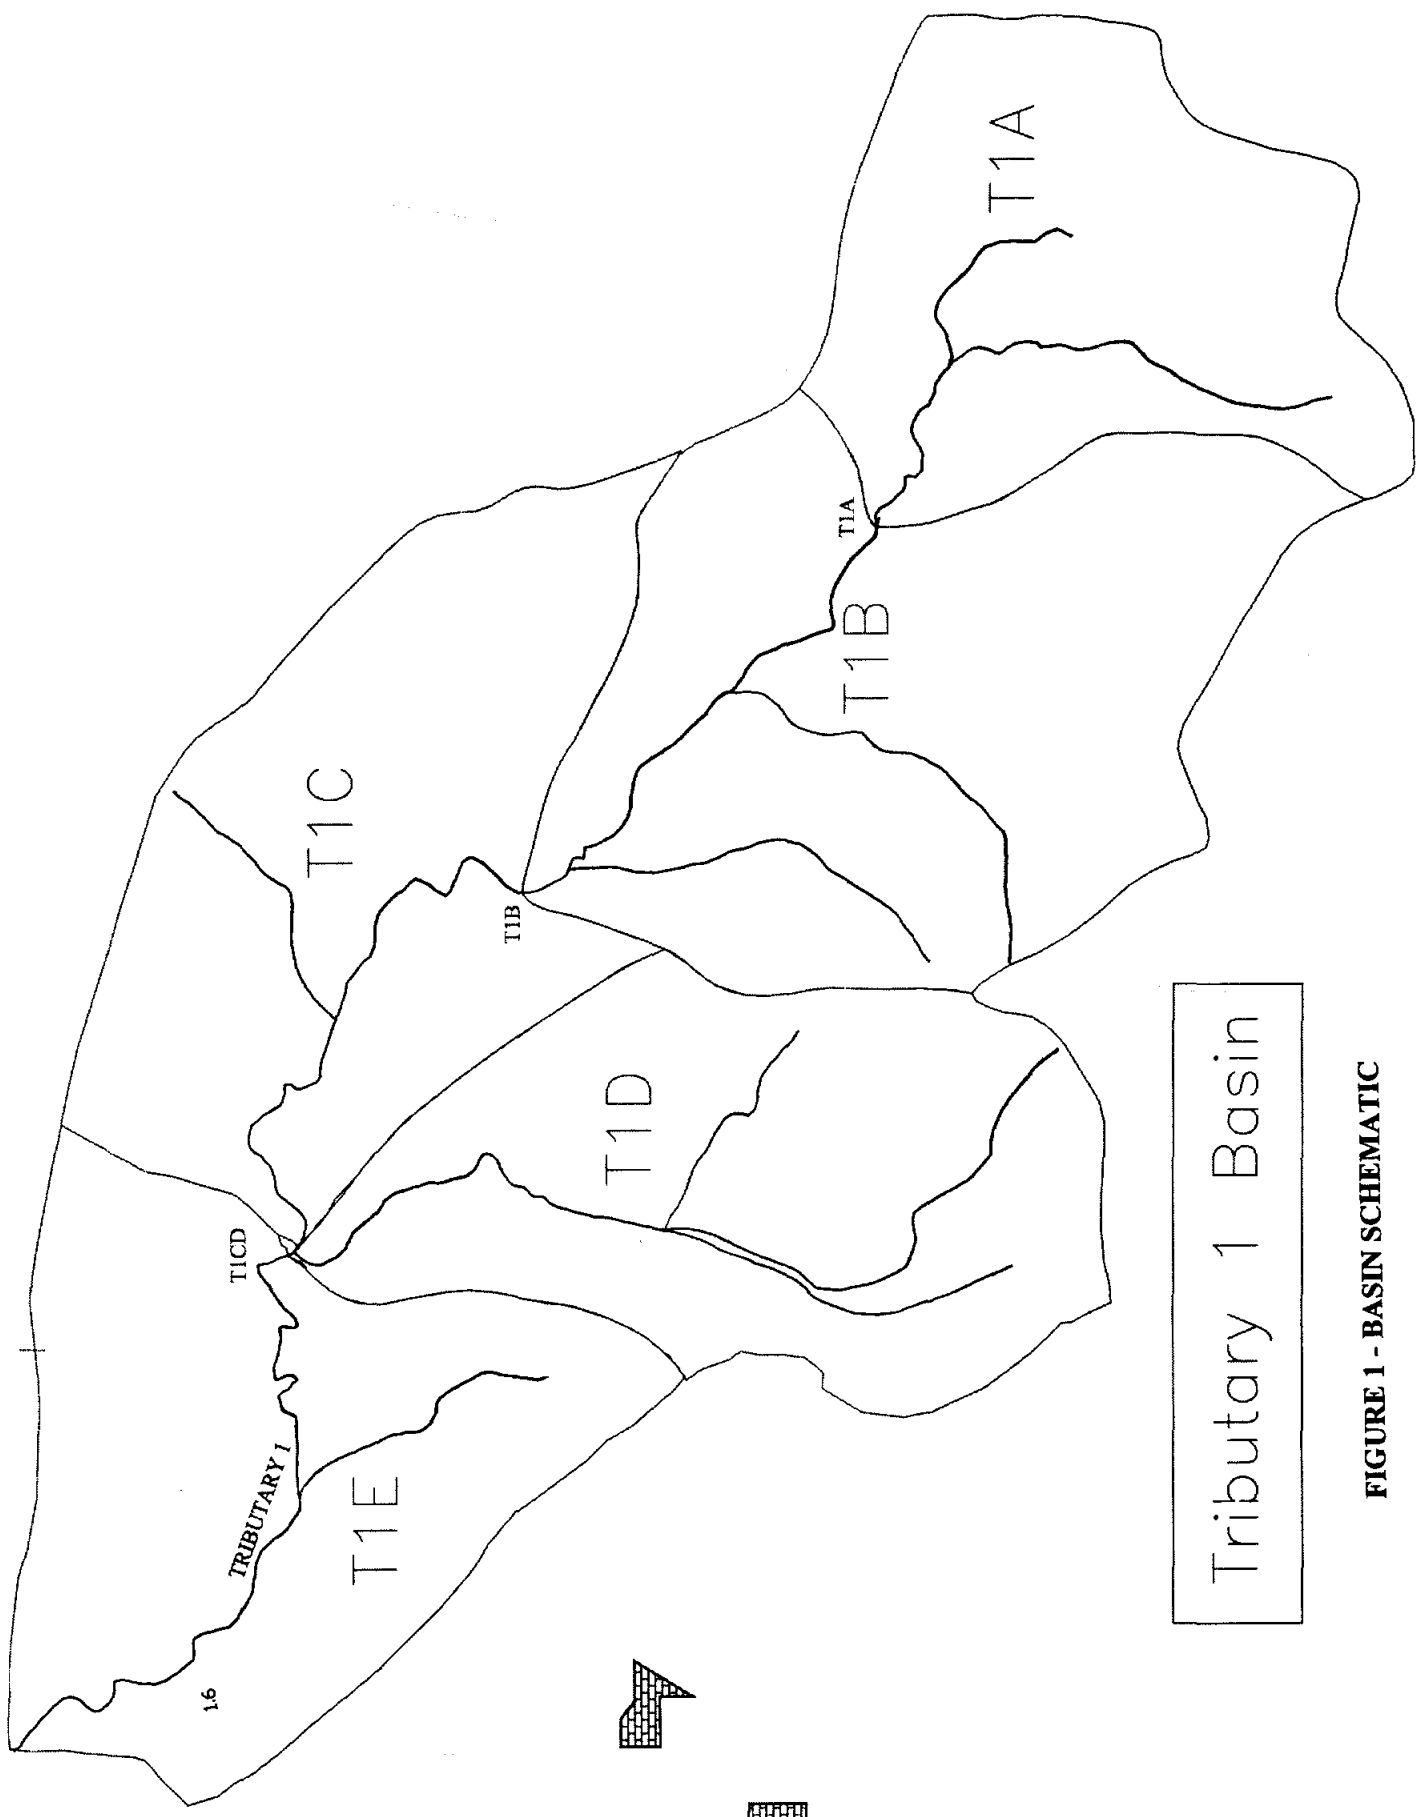 T1A
T1A
T1B
T1C
T1B
T1D
T1CD
TRIBUTARY 1
T1E
1.6
Tributary 1 Basin
FIGURE 1 - BASIN SCHEMATIC